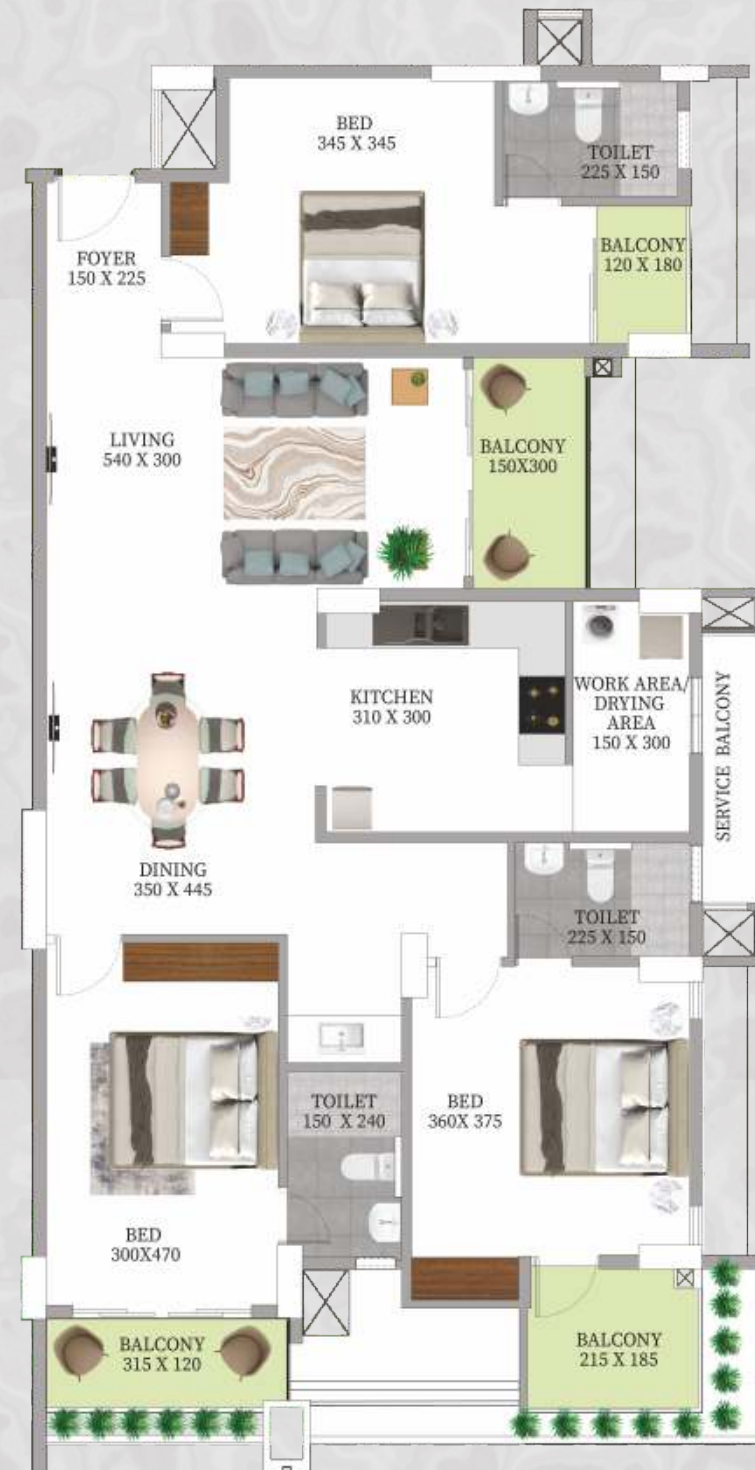 BED
345 X 345
TOILET
225 X 150
FOYER
150 X 225
BALCONY
120 X 180
LIVING
540 X 300
BALCONY
150X300
KITCHEN
310 X 300
WORK AREA/
DRYING
AREA
150 X 300
SERVICE BALCONY
DINING
350 X 445
TOILET
225 X 150
TOILET
150 X 240
BED
360X 375
BED
300X470
BALCONY
315 X 120
BALCONY
215 X 185